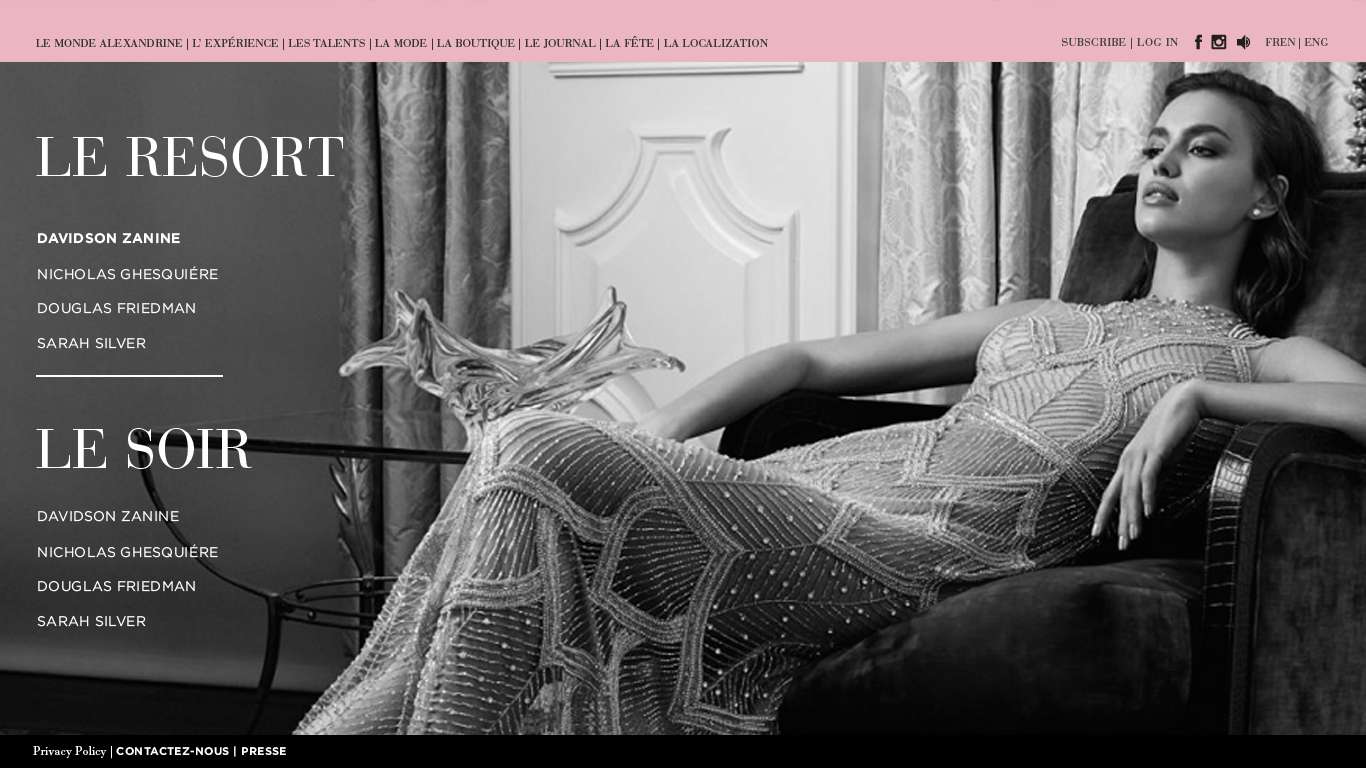 LE MONDE ALEXANDRINE | L' EXPÉRIENCE | LES TALENTS | LA MODE | LA BOUTIQUE | LE JOURNAL | LA FÊTE | LA LOCALIZATION
SUBSCRIBE | LOG IN FREN | ENG
LE RESORT
DAVIDSON ZANINE
NICHOLAS GHESQUIÉRE
DOUGLAS FRIEDMAN
SARAH SILVER
LE SOIR
DAVIDSON ZANINE
NICHOLAS GHESQUIÉRE
DOUGLAS FRIEDMAN
SARAH SILVER
Privacy Policy | CONTACTEZ-NOUS | PRESSE